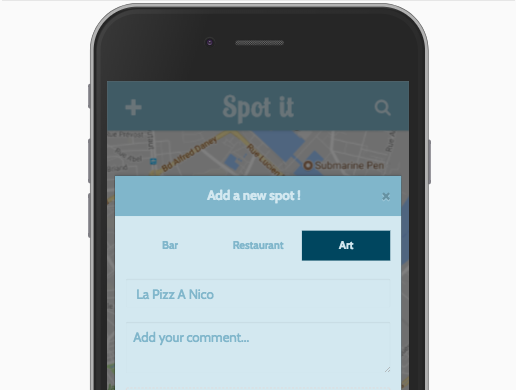 Spot it
Bd Alfred Daney
Rue Lucien
Submarine Pen
Add a new spot !
×
Bar
Restaurant
Art
La Pizz A Nico
Add your comment...